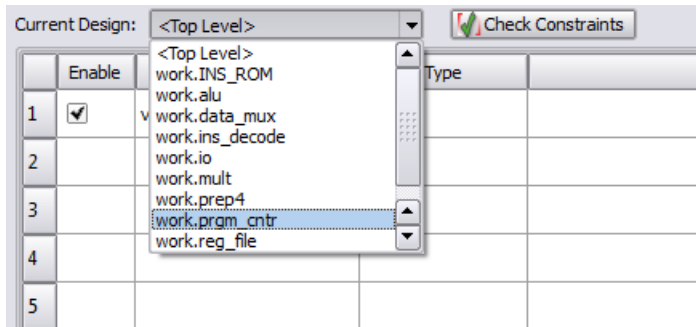 Current Design: <Top Level> Check Constraints
<Top Level>
Enable Type
work.INS_ROM
work.alu
1 v work.data_mux
work.ins_decode
work.io
2
work.mult
work.prep4
3 work.prgm_cntr
work.reg_file
4
5